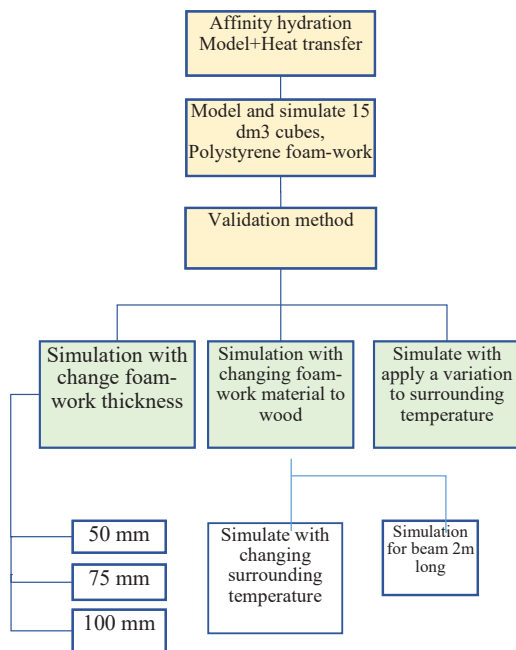 Affinity hydration
Model+Heat transfer
Model and simulate 15
dm3 cubes,
Polystyrene foam-work
Validation method
Simulation with
change foam-
work thickness
Simulation with
changing foam-
work material to
wood
Simulate with
apply a variation to
surrounding
temperature
50 mm
75 mm
100 mm
Simulate with
changing
surrounding
temperature
Simulation
for beam 2m
long